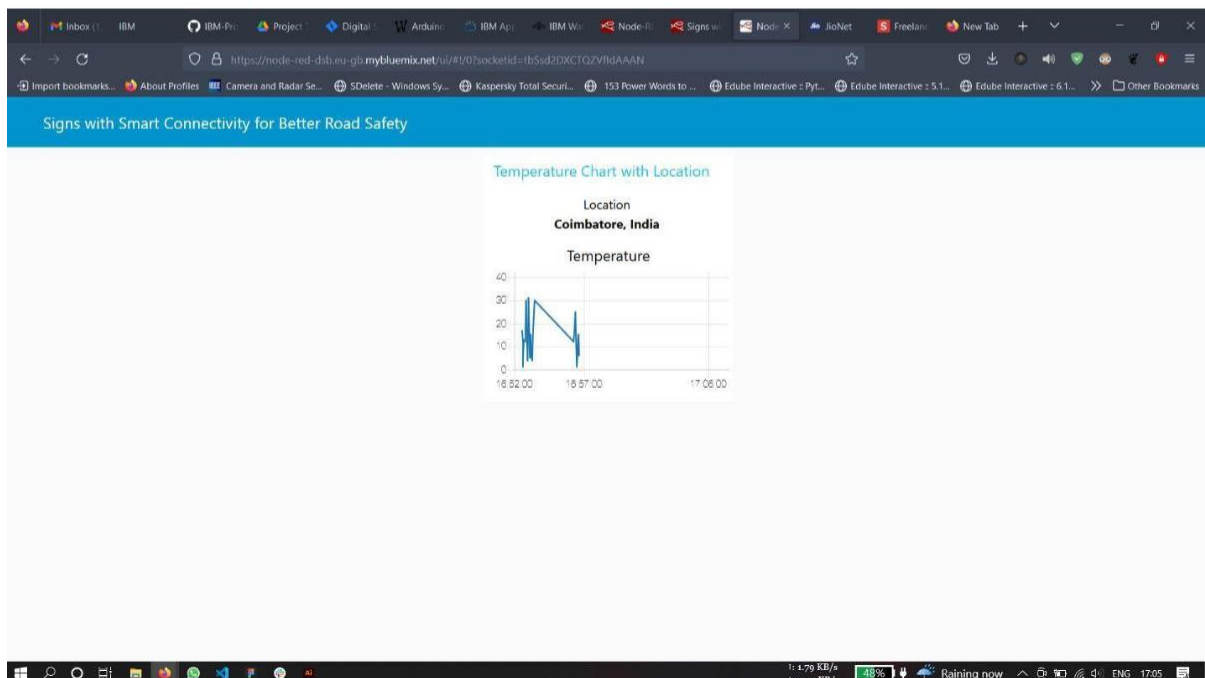 Inbox (1 IBM IBM-Pro Project T Digital Arduino IBM App IBM Wa Node-R Signs w Node × JioNet Freelanc New Tab
https://node-red-dsb.eu-gb.mybluemix.net/ui/#!/0?socketid=
Import bookmarks... About Profiles Camera and Radar Se... SDelete - Windows Sy... Kaspersky Total Securi... 153 Power Words to ... Edube Interactive :: Pyt... Edube Interactive :: 5.1... Edube Interactive :: 6.1... Other Bookmarks
Signs with Smart Connectivity for Better Road Safety
Temperature Chart with Location
Location
Coimbatore, India
Temperature
40
30
20
10
0
16:52:00 16:57:00 17:06:00
1.79 KB/s
48% Raining now ENG 17:05